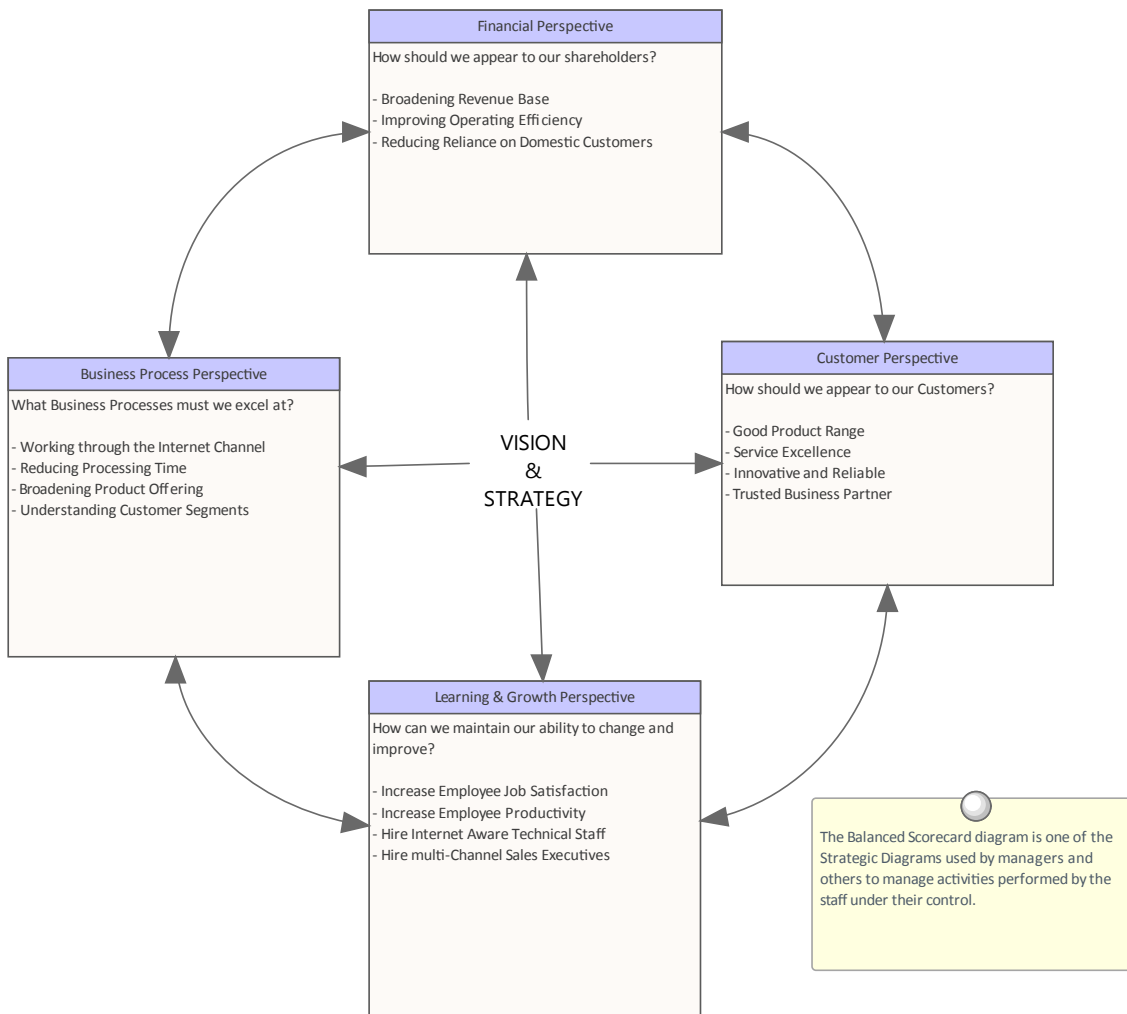 Financial Perspective
How should we appear to our shareholders?
- Broadening Revenue Base
- Improving Operating Efficiency
- Reducing Reliance on Domestic Customers
Business Process Perspective
What Business Processes must we excel at?
- Working through the Internet Channel
- Reducing Processing Time
- Broadening Product Offering
- Understanding Customer Segments
VISION
&
STRATEGY
Customer Perspective
How should we appear to our Customers?
- Good Product Range
- Service Excellence
- Innovative and Reliable
- Trusted Business Partner
Learning & Growth Perspective
How can we maintain our ability to change and
improve?
- Increase Employee Job Satisfaction
- Increase Employee Productivity
- Hire Internet Aware Technical Staff
- Hire multi-Channel Sales Executives
The Balanced Scorecard diagram is one of the
Strategic Diagrams used by managers and
others to manage activities performed by the
staff under their control.